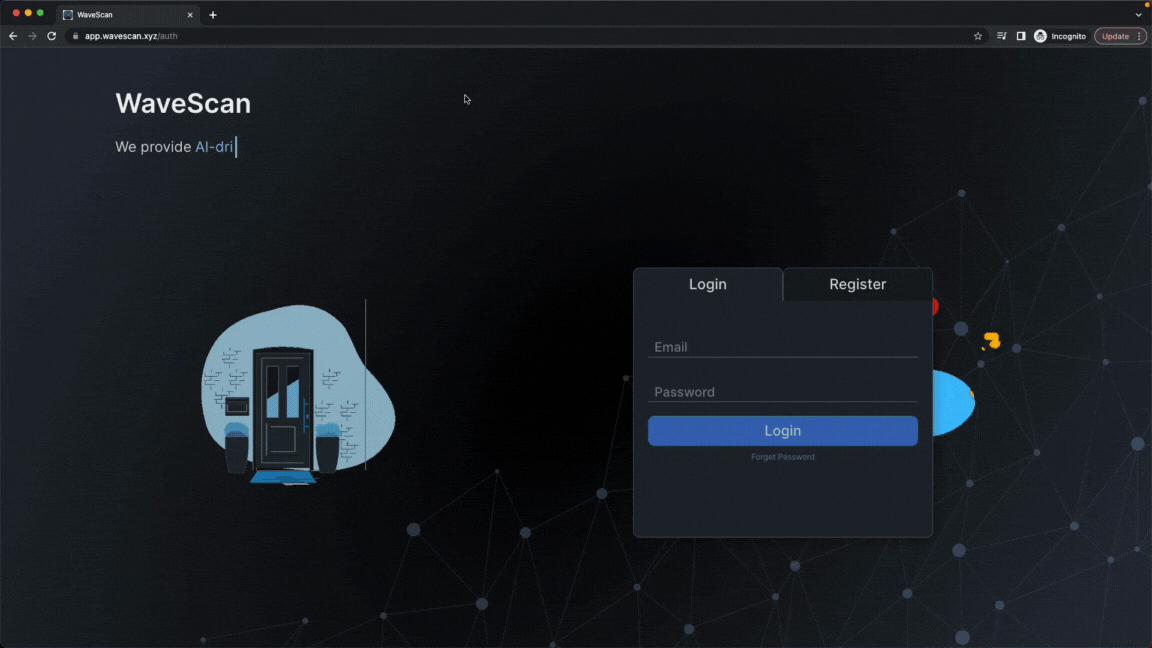 WaveScan
app.wavescan.xyz/auth
Incognito
Update
WaveScan
We provide AI-dri
Login
Register
Email
Password
Login
Forget Password